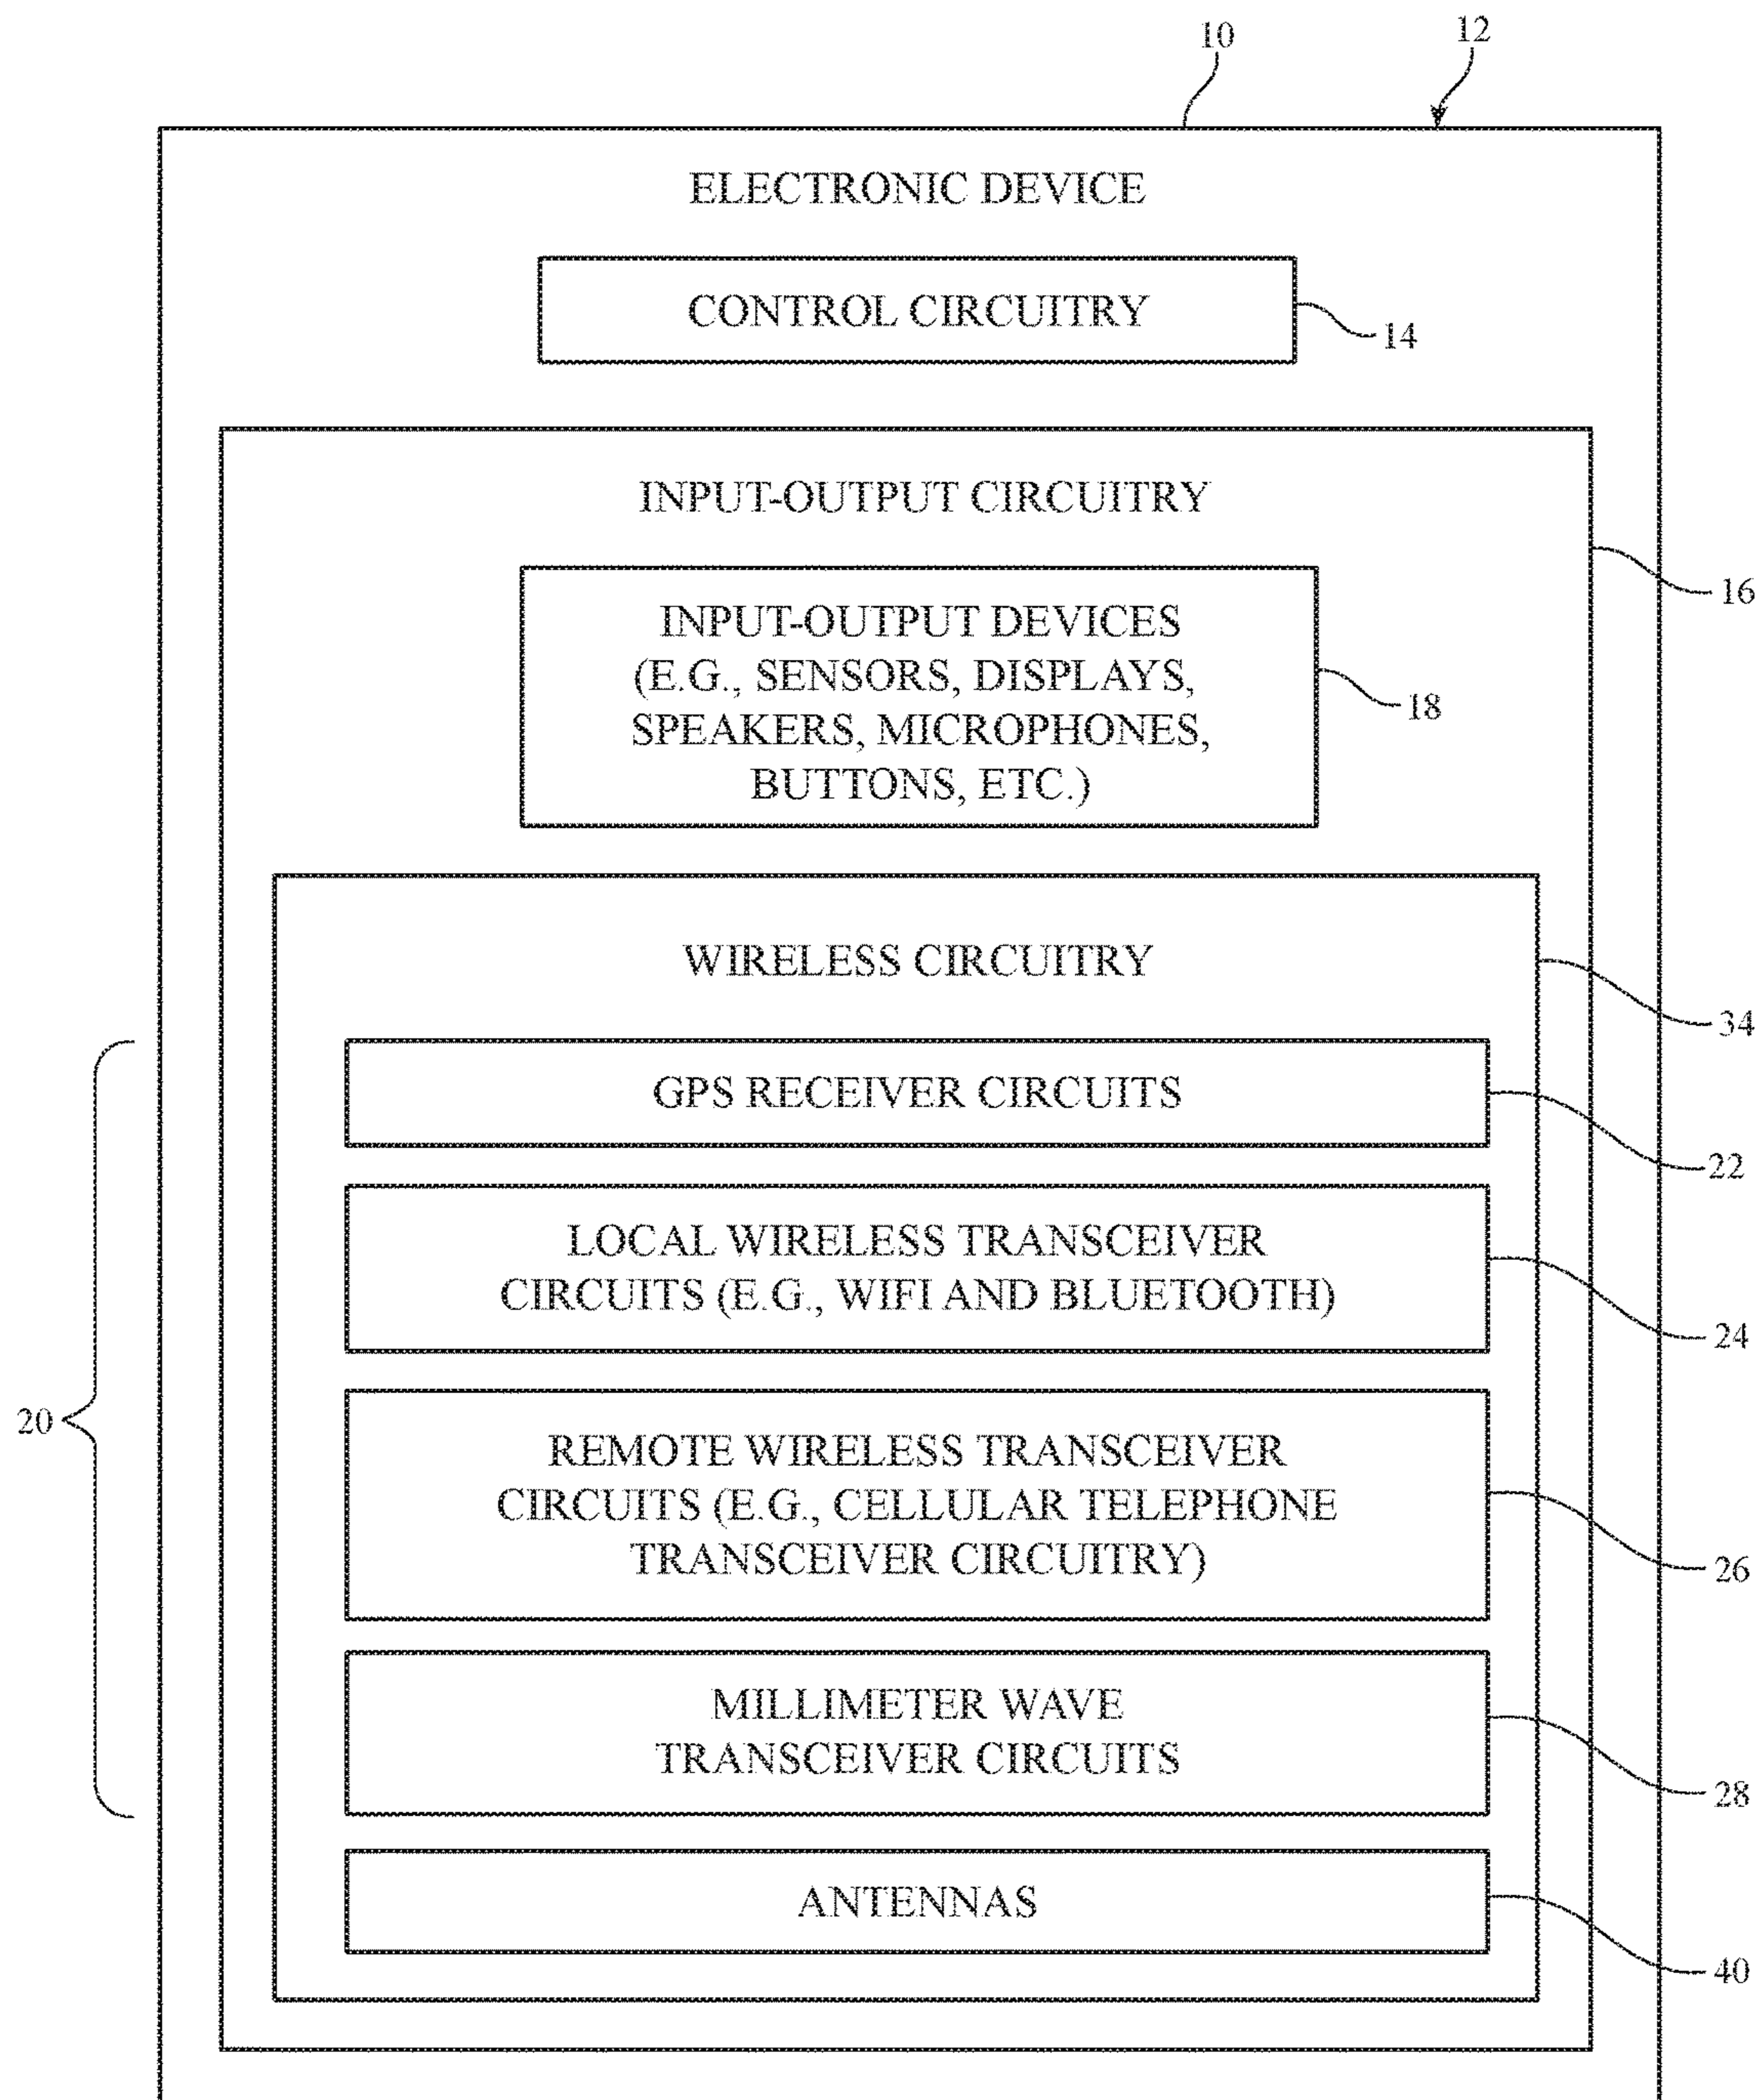 10
12
ELECTRONIC DEVICE
CONTROL CIRCUITRY
14
INPUT-OUTPUT CIRCUITRY
16
INPUT-OUTPUT DEVICES
(E.G., SENSORS, DISPLAYS,
SPEAKERS, MICROPHONES,
BUTTONS, ETC.)
18
WIRELESS CIRCUITRY
34
GPS RECEIVER CIRCUITS
22
LOCAL WIRELESS TRANSCEIVER
CIRCUITS (E.G., WIFI AND BLUETOOTH)
24
20
REMOTE WIRELESS TRANSCEIVER
CIRCUITS (E.G., CELLULAR TELEPHONE
TRANSCEIVER CIRCUITRY)
26
MILLIMETER WAVE
TRANSCEIVER CIRCUITS
28
ANTENNAS
40